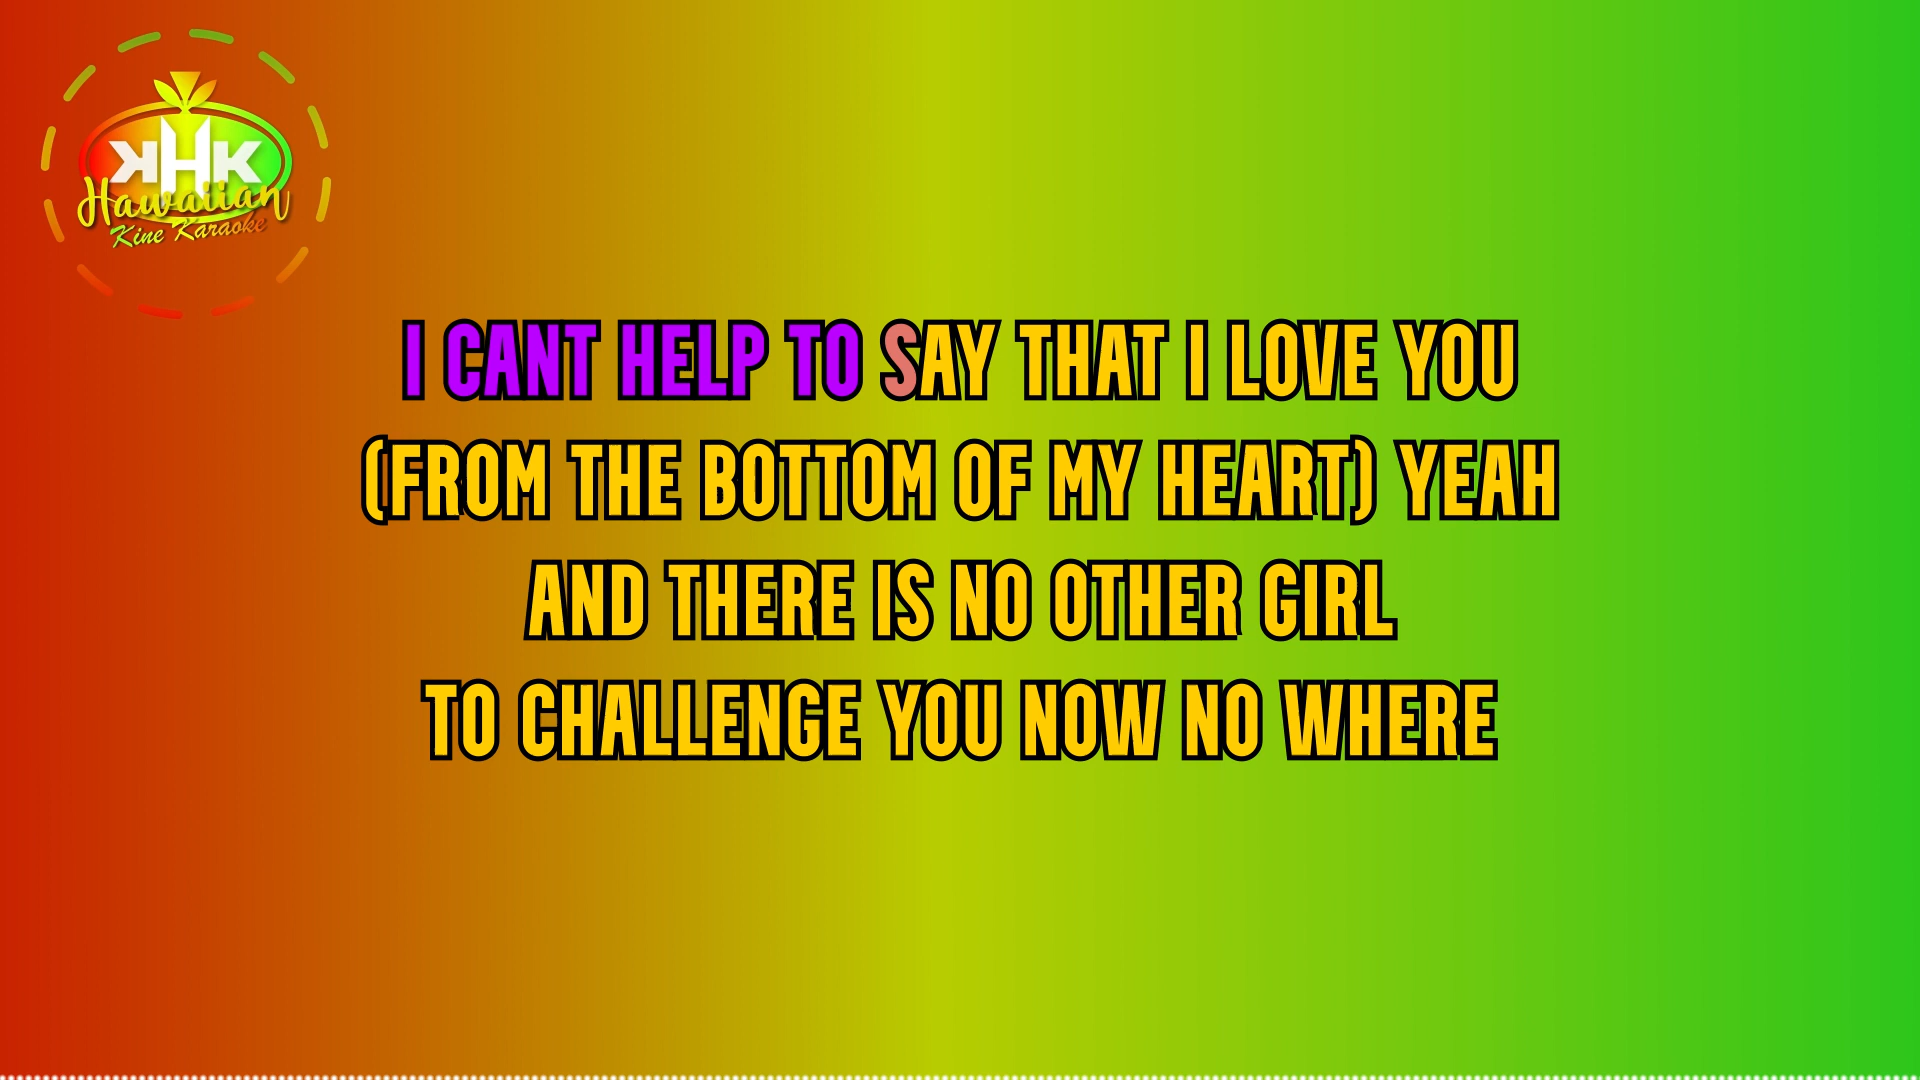 KHK
Hawaiian
Kine Karaoke
I CANT HELP TO SAY THAT I LOVE YOU
(FROM THE BOTTOM OF MY HEART) YEAH
AND THERE IS NO OTHER GIRL
TO CHALLENGE YOU NOW NO WHERE